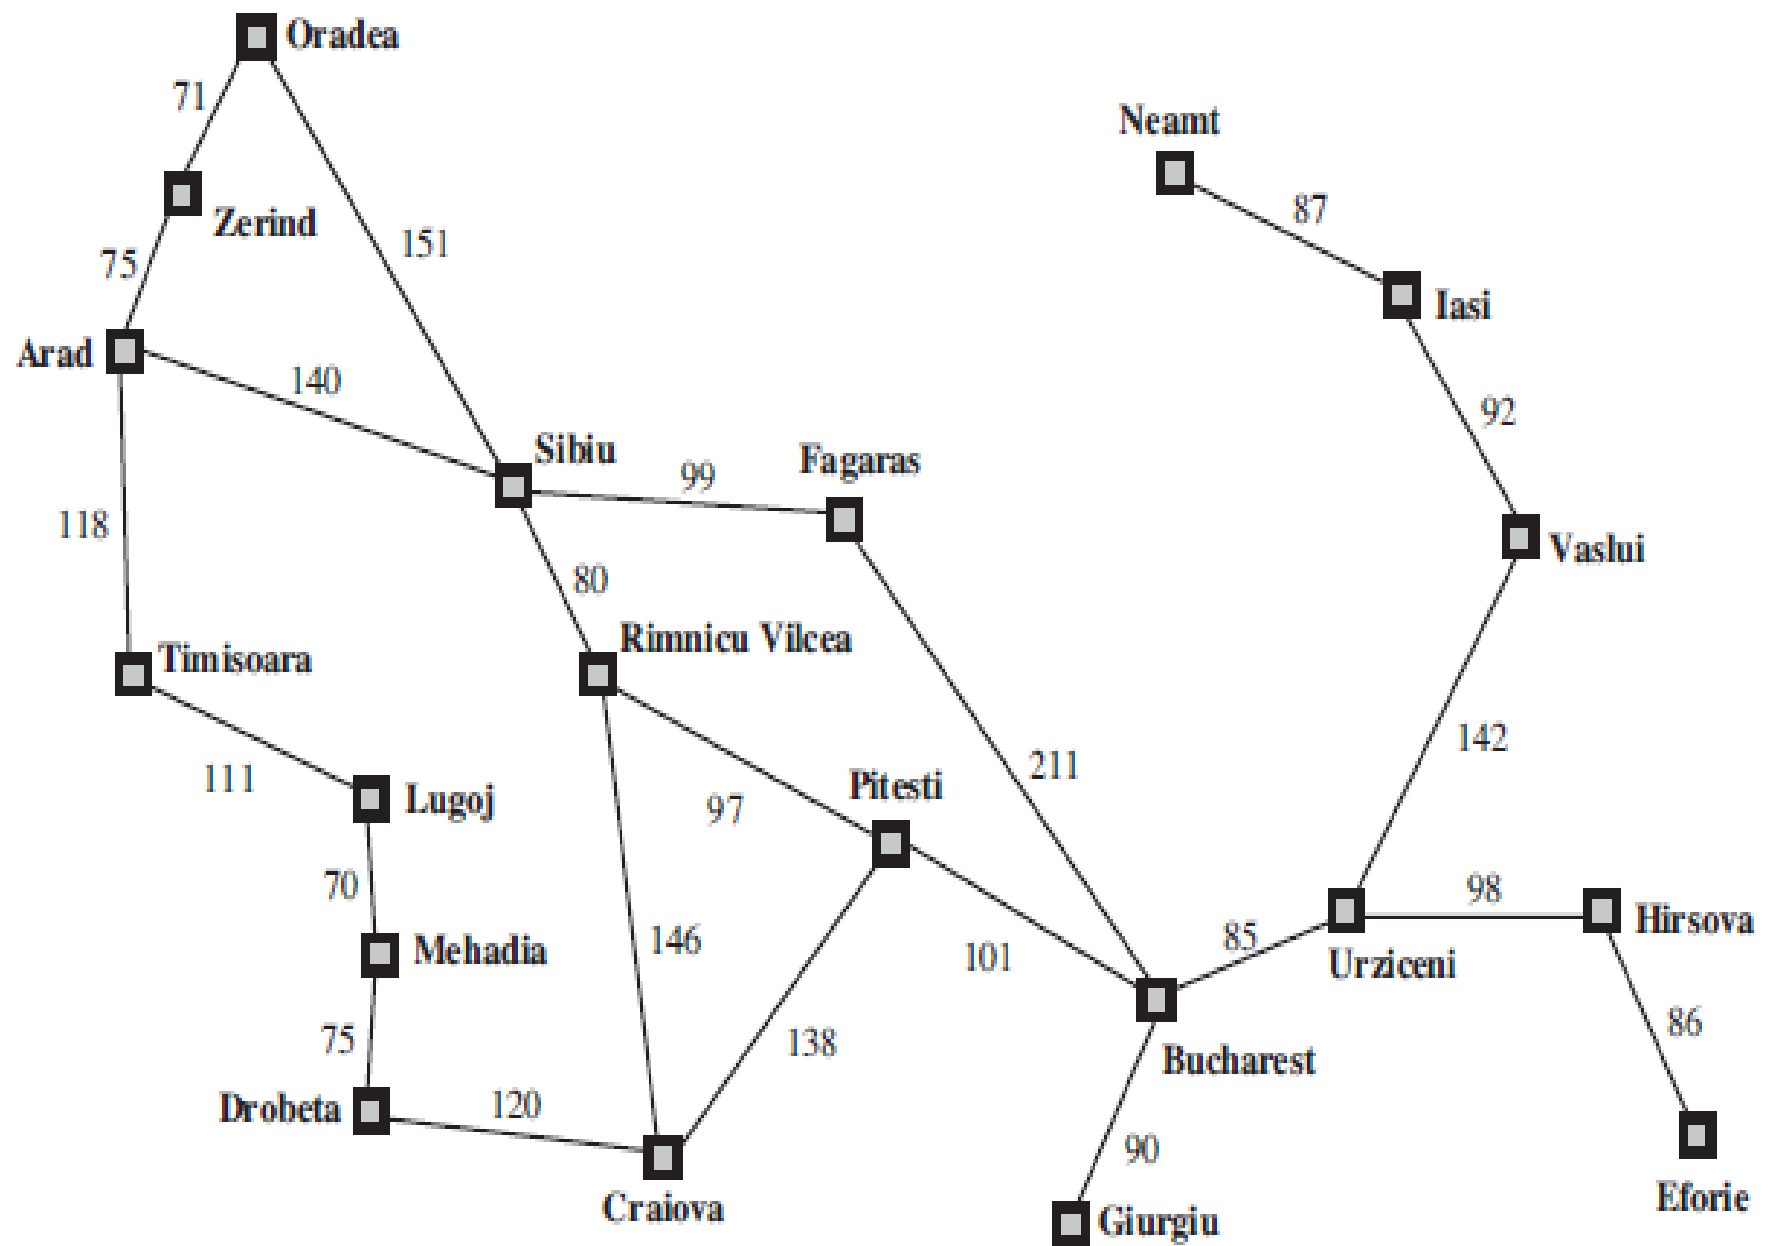 Oradea
71
Neamt
87
Zerind
151
75
Iasi
Arad
140
92
Sibiu
Fagaras
99
118
Vaslui
80
Rimnicu Vilcea
Timisoara
142
211
111
Pitesti
Lugoj
97
70
98
Hirsova
146
85
Mehadia
101
Urziceni
86
75
138
Bucharest
120
Drobeta
90
Eforie
Craiova
Giurgiu